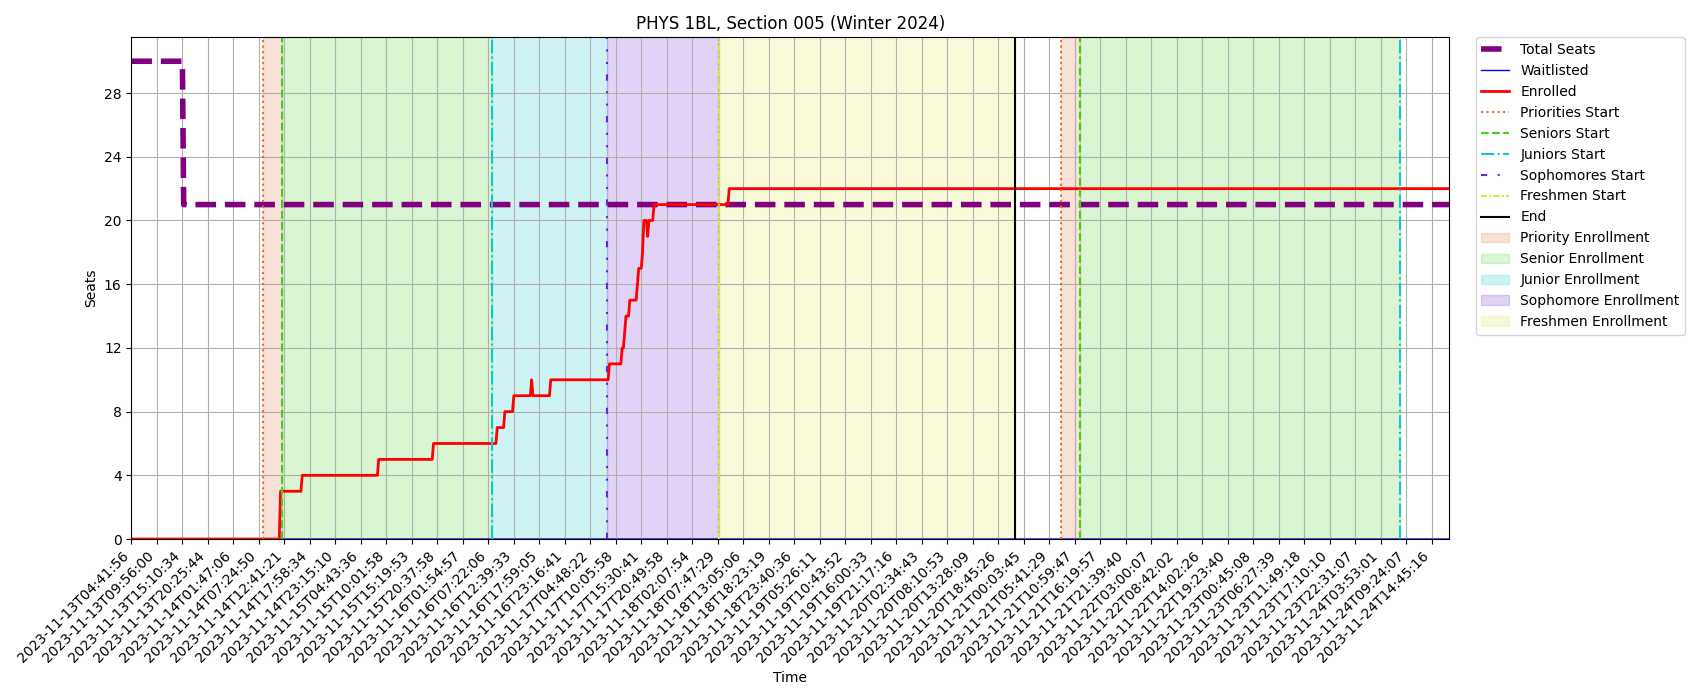 PHYS 1BL, Section 005 (Winter 2024)
Seats
28
24
20
16
12
8
4
0
2023-11-13T04:41:56
2023-11-13T09:56:00
2023-11-13T15:10:34
2023-11-13T20:25:44
2023-11-14T01:47:06
2023-11-14T07:24:50
2023-11-14T12:41:21
2023-11-14T17:58:34
2023-11-14T23:15:10
2023-11-15T04:43:36
2023-11-15T10:01:58
2023-11-15T15:19:53
2023-11-15T20:37:58
2023-11-16T01:54:57
2023-11-16T07:22:06
2023-11-16T12:39:33
2023-11-16T17:59:05
2023-11-16T23:16:41
2023-11-17T04:48:22
2023-11-17T10:05:58
2023-11-17T15:30:41
2023-11-17T20:49:58
2023-11-18T02:07:54
2023-11-18T07:47:29
2023-11-18T13:05:06
2023-11-18T18:23:19
2023-11-18T23:40:36
2023-11-19T05:26:11
2023-11-19T10:43:52
2023-11-19T16:00:33
2023-11-19T21:17:16
2023-11-20T02:34:43
2023-11-20T08:10:53
2023-11-20T13:28:09
2023-11-20T18:45:26
2023-11-21T00:03:45
2023-11-21T05:41:29
2023-11-21T10:59:47
2023-11-21T16:19:57
2023-11-21T21:39:40
2023-11-22T03:00:07
2023-11-22T08:42:02
2023-11-22T14:02:26
2023-11-22T19:23:40
2023-11-23T00:45:08
2023-11-23T06:27:39
2023-11-23T11:49:18
2023-11-23T17:10:10
2023-11-23T22:31:07
2023-11-24T03:53:01
2023-11-24T09:24:07
2023-11-24T14:45:16
Time
Total Seats
Waitlisted
Enrolled
Priorities Start
Seniors Start
Juniors Start
Sophomores Start
Freshmen Start
End
Priority Enrollment
Senior Enrollment
Junior Enrollment
Sophomore Enrollment
Freshmen Enrollment